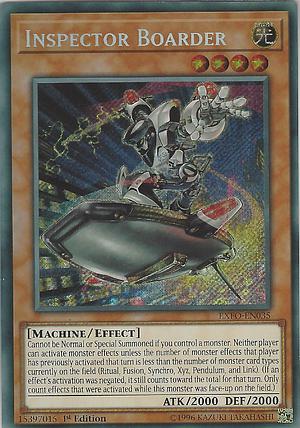 INSPECTOR BOARDER
EXFO-EN035
[MACHINE/EFFECT]
Cannot be Normal or Special Summoned if you control a monster. Neither player
can activate monster effects unless the number of monster effects that player
has previously activated that turn is less than the number of monster card types
currently on the field (Ritual, Fusion, Synchro, Xyz, Pendulum, and Link). (If an
effect's activation was negated, it still counts toward the total for that turn. Only
count effects that were activated while this monster was face-up on the field.)
ATK/2000 DEF/2000
15397015 1st Edition ©1996 KAZUKI TAKAHASHI